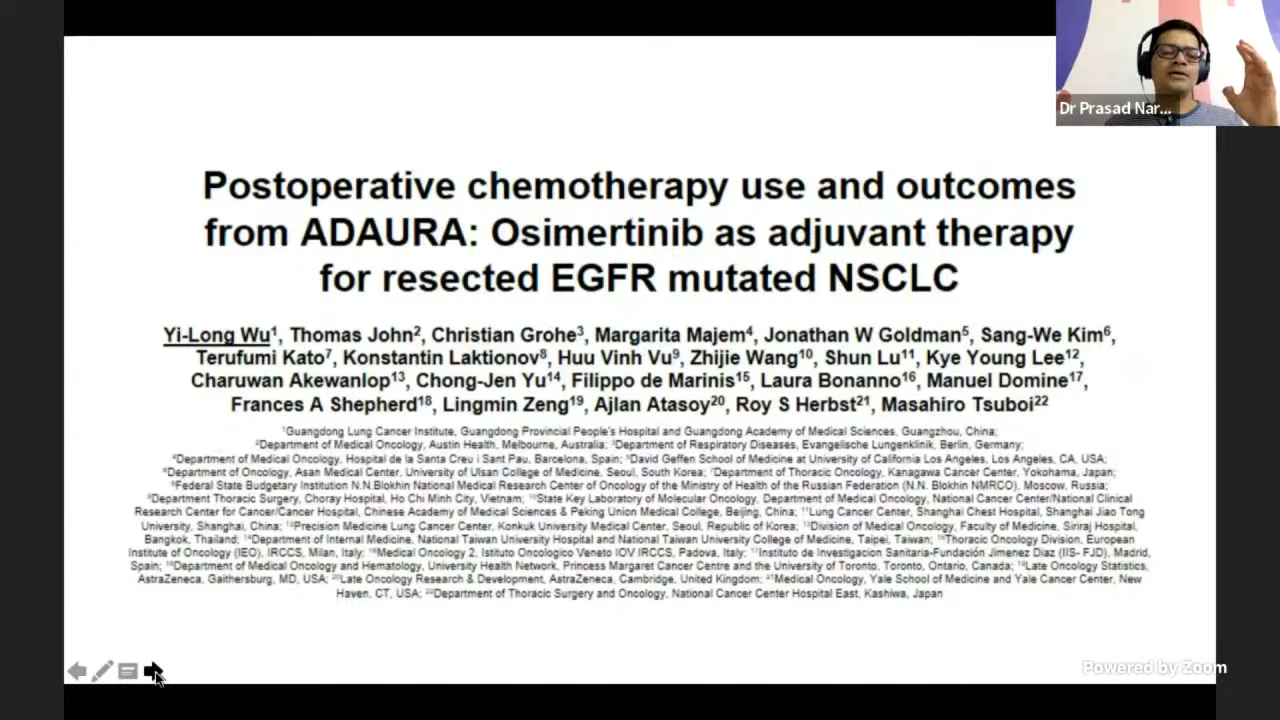 Dr Prasad Nar...
Postoperative chemotherapy use and outcomes
from ADAURA: Osimertinib as adjuvant therapy
for resected EGFR mutated NSCLC
Yi-Long Wu¹, Thomas John², Christian Grohe³, Margarita Majem⁴, Jonathan W Goldman⁵, Sang-We Kim⁶,
Terufumi Kato⁷, Konstantin Laktionov⁸, Huu Vinh Vu⁹, Zhijie Wang¹⁰, Shun Lu¹¹, Kye Young Lee¹²,
Charuwan Akewanlop¹³, Chong-Jen Yu¹⁴, Filippo de Marinis¹⁵, Laura Bonanno¹⁶, Manuel Domine¹⁷,
Frances A Shepherd¹⁸, Lingmin Zeng¹⁹, Ajlan Atasoy²⁰, Roy S Herbst²¹, Masahiro Tsuboi²²
¹Guangdong Lung Cancer Institute, Guangdong Provincial People's Hospital and Guangdong Academy of Medical Sciences, Guangzhou, China;
²Department of Medical Oncology, Austin Health, Melbourne, Australia; ³Department of Respiratory Diseases, Evangelische Lungenklinik, Berlin, Germany;
⁴Department of Medical Oncology, Hospital de la Santa Creu i Sant Pau, Barcelona, Spain; ⁵David Geffen School of Medicine at University of California Los Angeles, Los Angeles, CA, USA;
⁶Department of Oncology, Asan Medical Center, University of Ulsan College of Medicine, Seoul, South Korea; ⁷Department of Thoracic Oncology, Kanagawa Cancer Center, Yokohama, Japan;
⁸Federal State Budgetary Institution N.N.Blokhin National Medical Research Center of Oncology of the Ministry of Health of the Russian Federation (N.N. Blokhin NMRCO), Moscow, Russia;
⁹Department Thoracic Surgery, Choray Hospital, Ho Chi Minh City, Vietnam; ¹⁰State Key Laboratory of Molecular Oncology, Department of Medical Oncology, National Cancer Center/National Clinical
Research Center for Cancer/Cancer Hospital, Chinese Academy of Medical Sciences & Peking Union Medical College, Beijing, China; ¹¹Lung Cancer Center, Shanghai Chest Hospital, Shanghai Jiao Tong
University, Shanghai, China; ¹²Precision Medicine Lung Cancer Center, Konkuk University Medical Center, Seoul, Republic of Korea; ¹³Division of Medical Oncology, Faculty of Medicine, Siriraj Hospital,
Bangkok, Thailand; ¹⁴Department of Internal Medicine, National Taiwan University Hospital and National Taiwan University College of Medicine, Taipei, Taiwan; ¹⁵Thoracic Oncology Division, European
Institute of Oncology (IEO), IRCCS, Milan, Italy; ¹⁶Medical Oncology 2, Istituto Oncologico Veneto IOV IRCCS, Padova, Italy; ¹⁷Instituto de Investigacion Sanitaria-Fundación Jimenez Diaz (IIS- FJD), Madrid,
Spain; ¹⁸Department of Medical Oncology and Hematology, University Health Network, Princess Margaret Cancer Centre and the University of Toronto, Toronto, Ontario, Canada; ¹⁹Late Oncology Statistics,
AstraZeneca, Gaithersburg, MD, USA; ²⁰Late Oncology Research & Development, AstraZeneca, Cambridge, United Kingdom; ²¹Medical Oncology, Yale School of Medicine and Yale Cancer Center, New
Haven, CT, USA; ²²Department of Thoracic Surgery and Oncology, National Cancer Center Hospital East, Kashiwa, Japan
Powered by Zoom